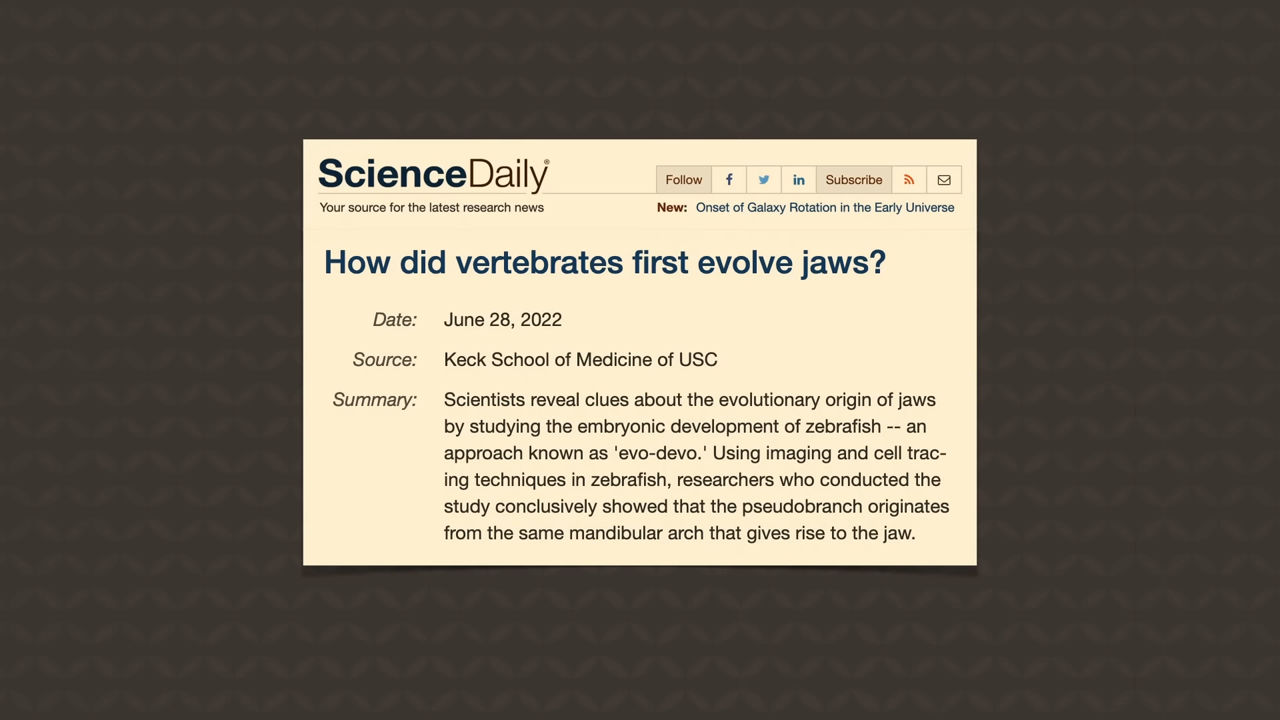 ScienceDaily®
Follow Subscribe
Your source for the latest research news
New: Onset of Galaxy Rotation in the Early Universe
How did vertebrates first evolve jaws?
Date: June 28, 2022
Source: Keck School of Medicine of USC
Summary: Scientists reveal clues about the evolutionary origin of jaws
by studying the embryonic development of zebrafish -- an
approach known as 'evo-devo.' Using imaging and cell trac-
ing techniques in zebrafish, researchers who conducted the
study conclusively showed that the pseudobranch originates
from the same mandibular arch that gives rise to the jaw.